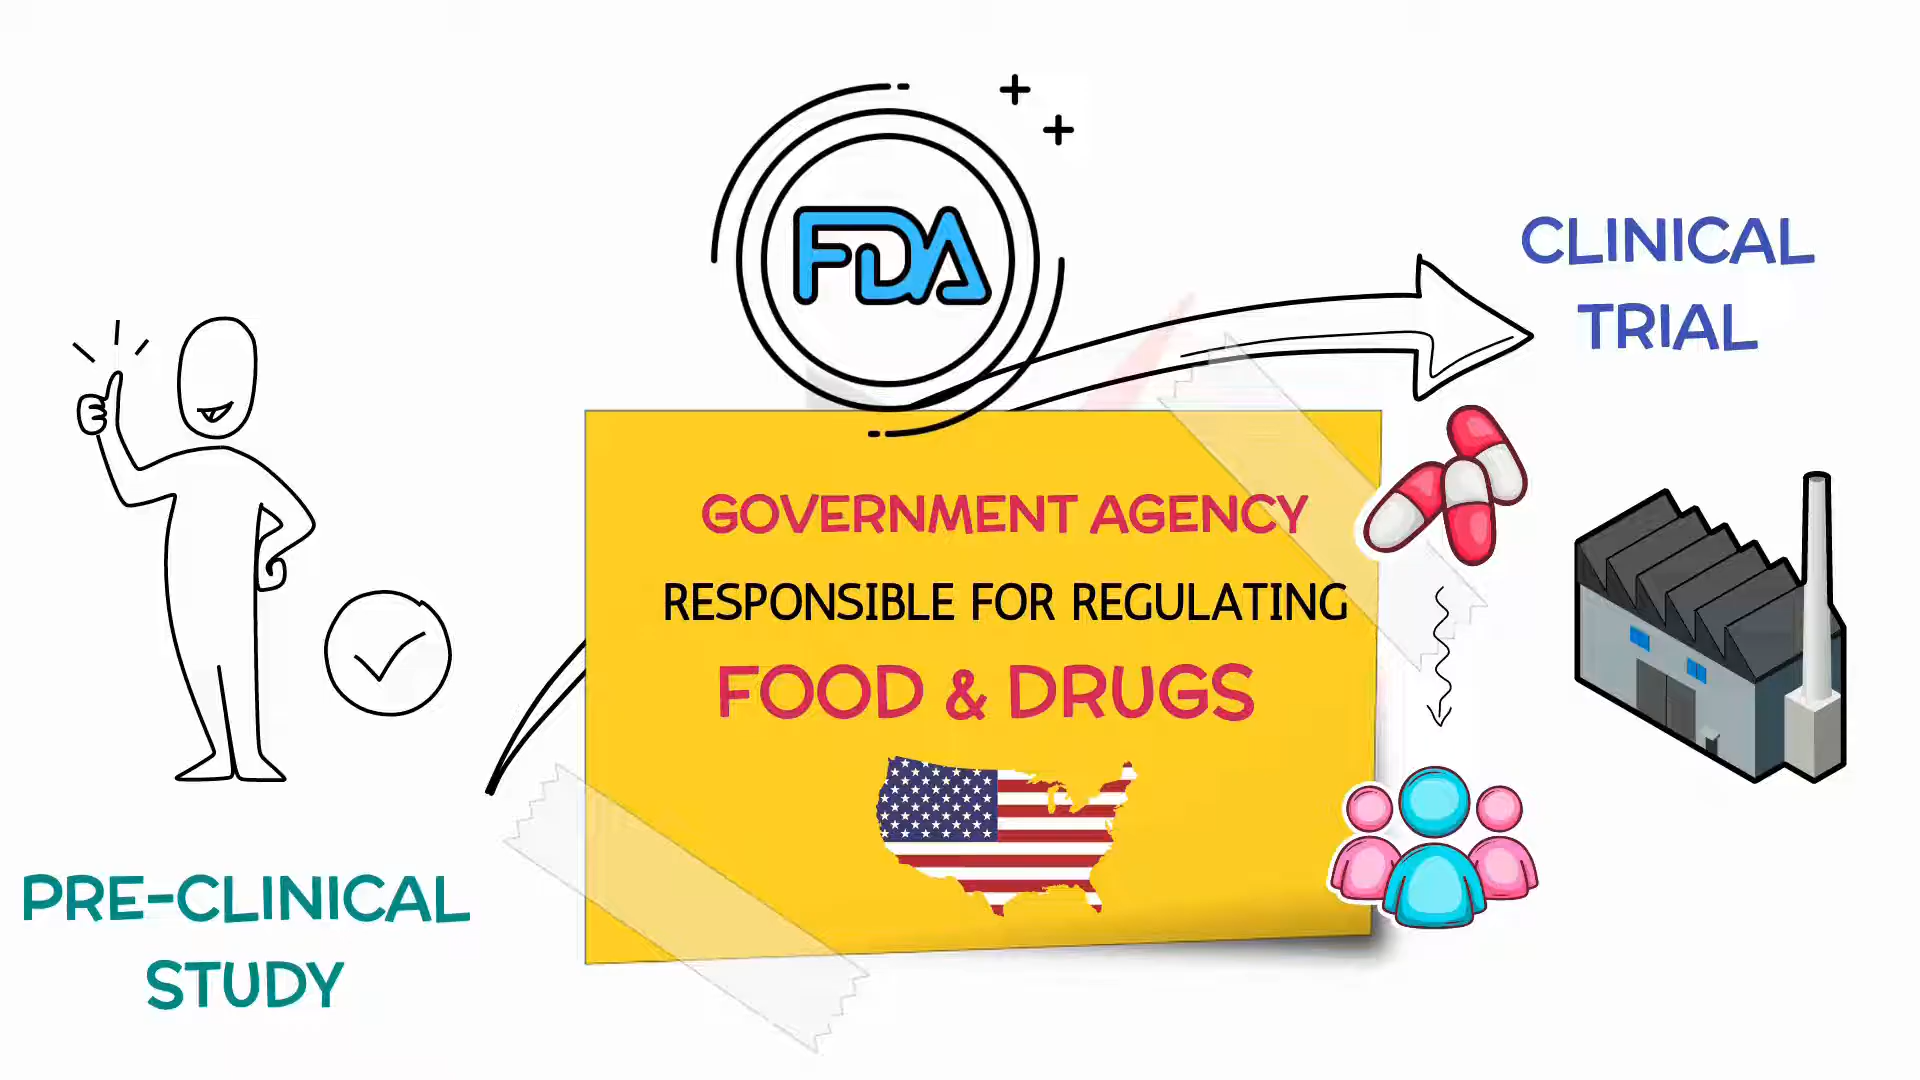 FDA
CLINICAL
TRIAL
GOVERNMENT AGENCY
RESPONSIBLE FOR REGULATING
FOOD & DRUGS
PRE-CLINICAL
STUDY